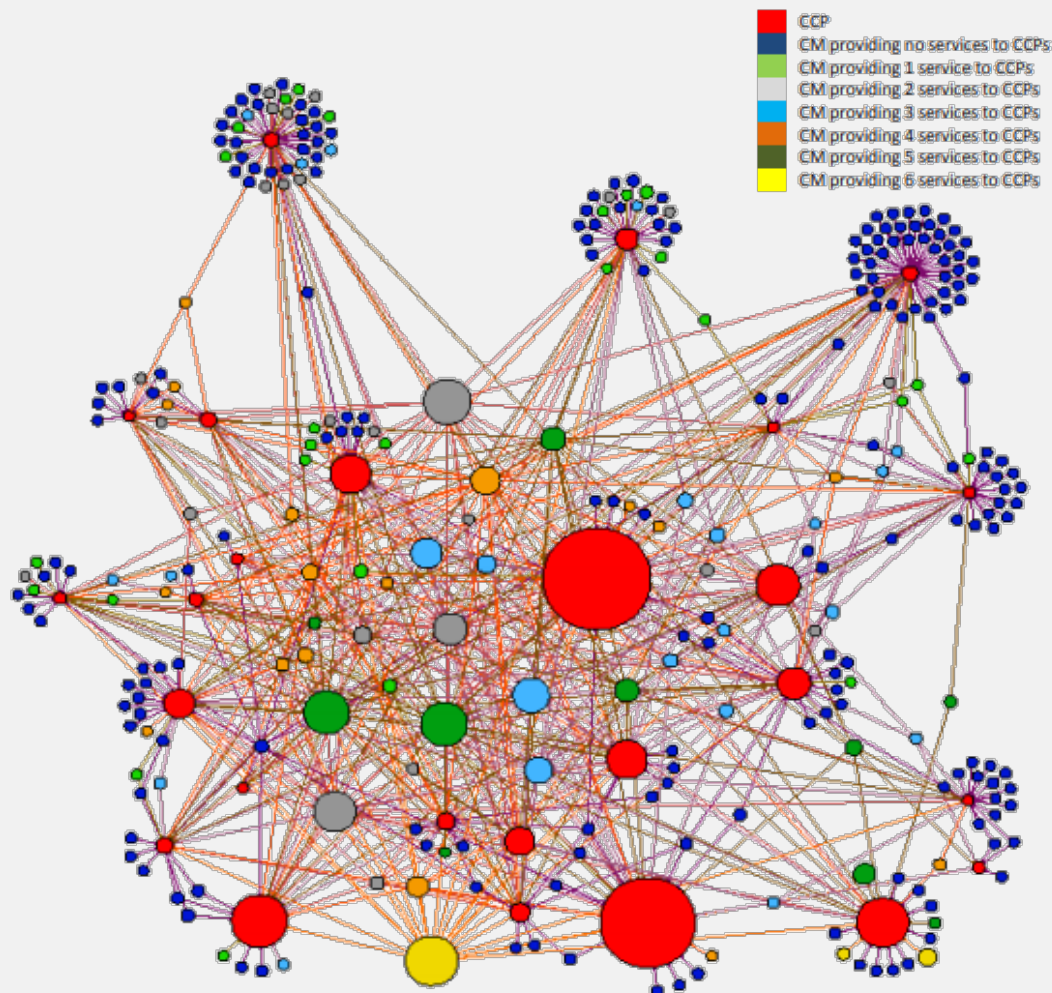 CCP
CM providing no services to CCPs
CM providing 1 service to CCPs
CM providing 2 services to CCPs
CM providing 3 services to CCPs
CM providing 4 services to CCPs
CM providing 5 services to CCPs
CM providing 6 services to CCPs